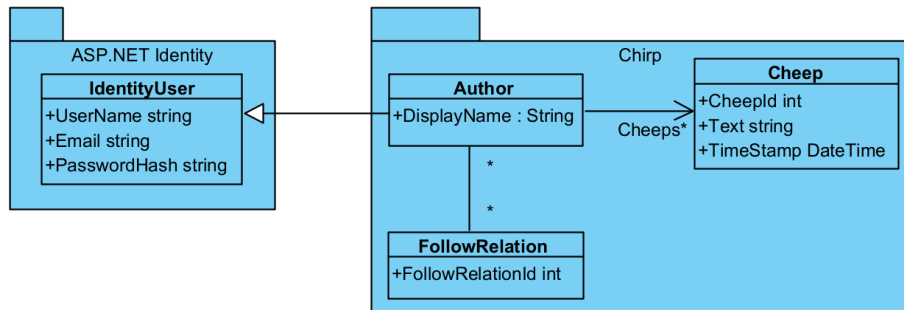 ASP.NET Identity
IdentityUser
+UserName string
+Email string
+PasswordHash string
Chirp
Author
+DisplayName : String
Cheeps*
Cheep
+CheepId int
+Text string
+TimeStamp DateTime
*
*
FollowRelation
+FollowRelationId int